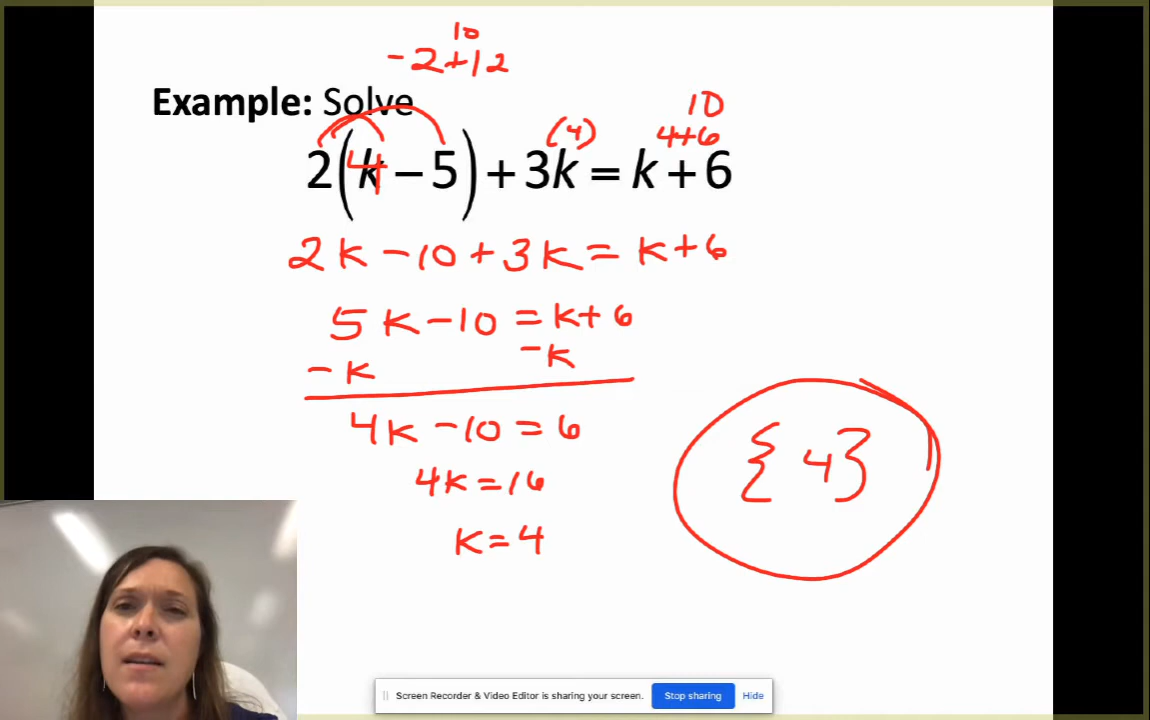 10
-2+12
Example: Solve
10
(4) 4+6
2(k − 5) + 3k = k + 6
4
2k - 10 + 3k = k + 6
5k - 10 = k + 6
- k - k
4k - 10 = 6
4k = 16
k = 4
{4}
Screen Recorder & Video Editor is sharing your screen. Stop sharing Hide